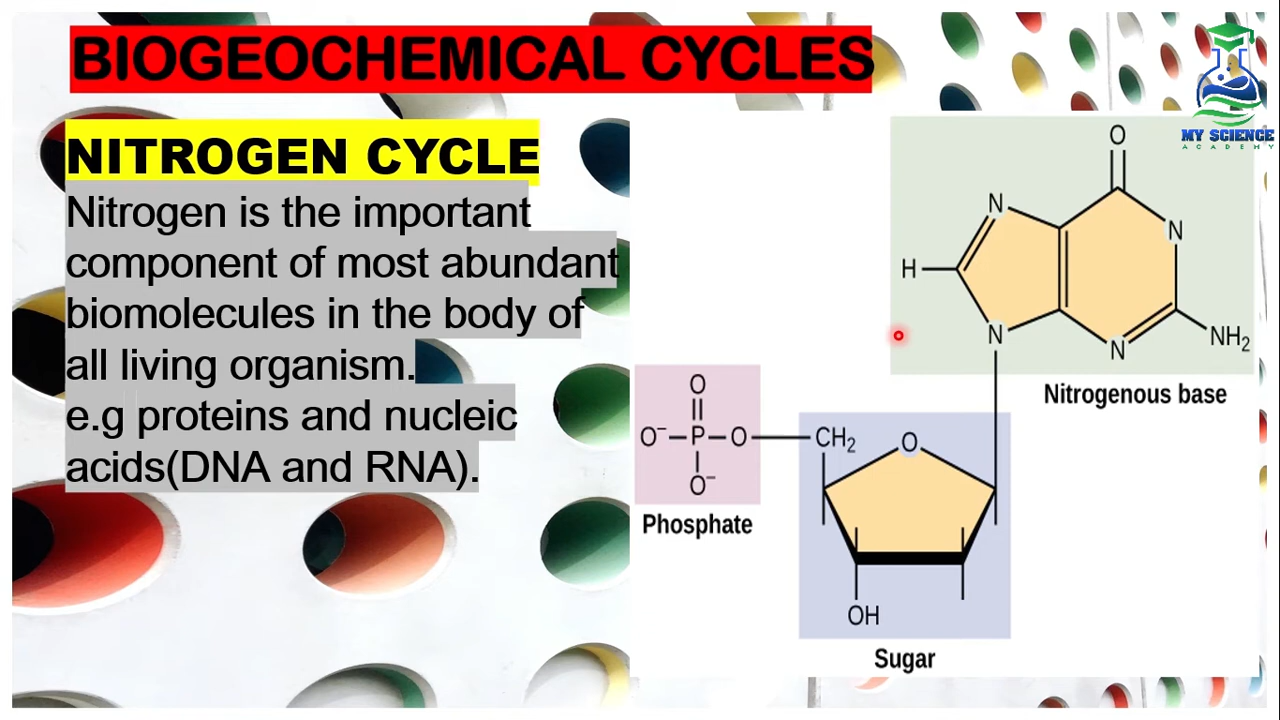 BIOGEOCHEMICAL CYCLES
MY SCIENCE
ACADEMY
NITROGEN CYCLE
Nitrogen is the important
component of most abundant
biomolecules in the body of
all living organism.
e.g proteins and nucleic
acids(DNA and RNA).
O
N
N
H
N
N
NH₂
Nitrogenous base
O
O⁻ P O CH₂ O
O⁻
Phosphate
OH
Sugar